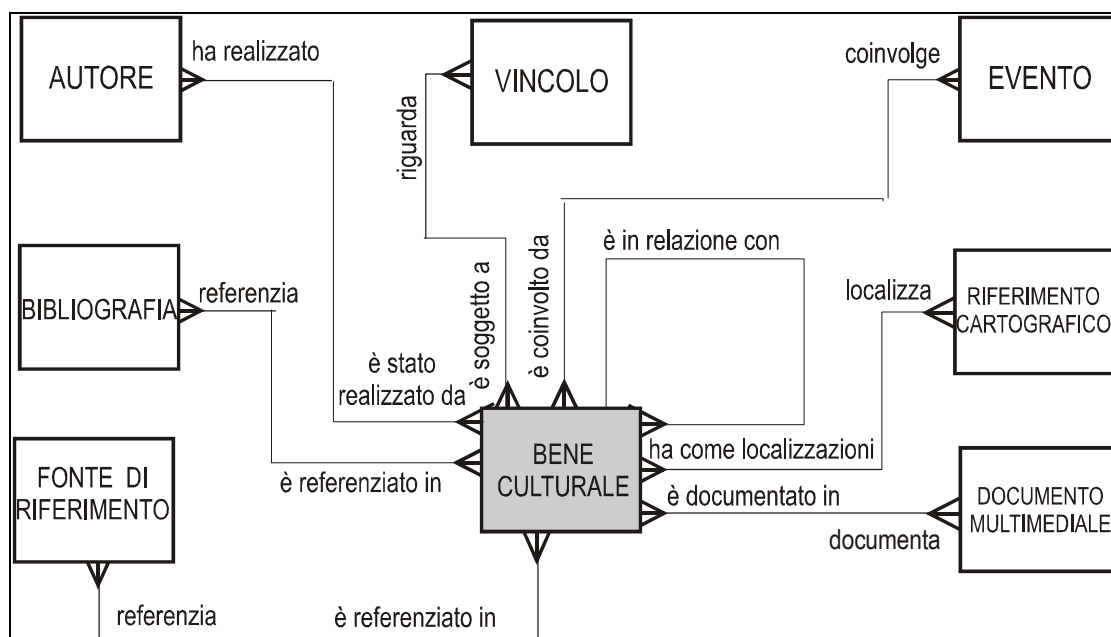 AUTORE
ha realizzato
VINCOLO
coinvolge
EVENTO
riguarda
è in relazione con
BIBLIOGRAFIA
referenzia
è soggetto a
è coinvolto da
localizza
RIFERIMENTO
CARTOGRAFICO
è stato
realizzato da
FONTE DI
RIFERIMENTO
è referenziato in
BENE
CULTURALE
ha come localizzazioni
è documentato in
documenta
DOCUMENTO
MULTIMEDIALE
referenzia
è referenziato in